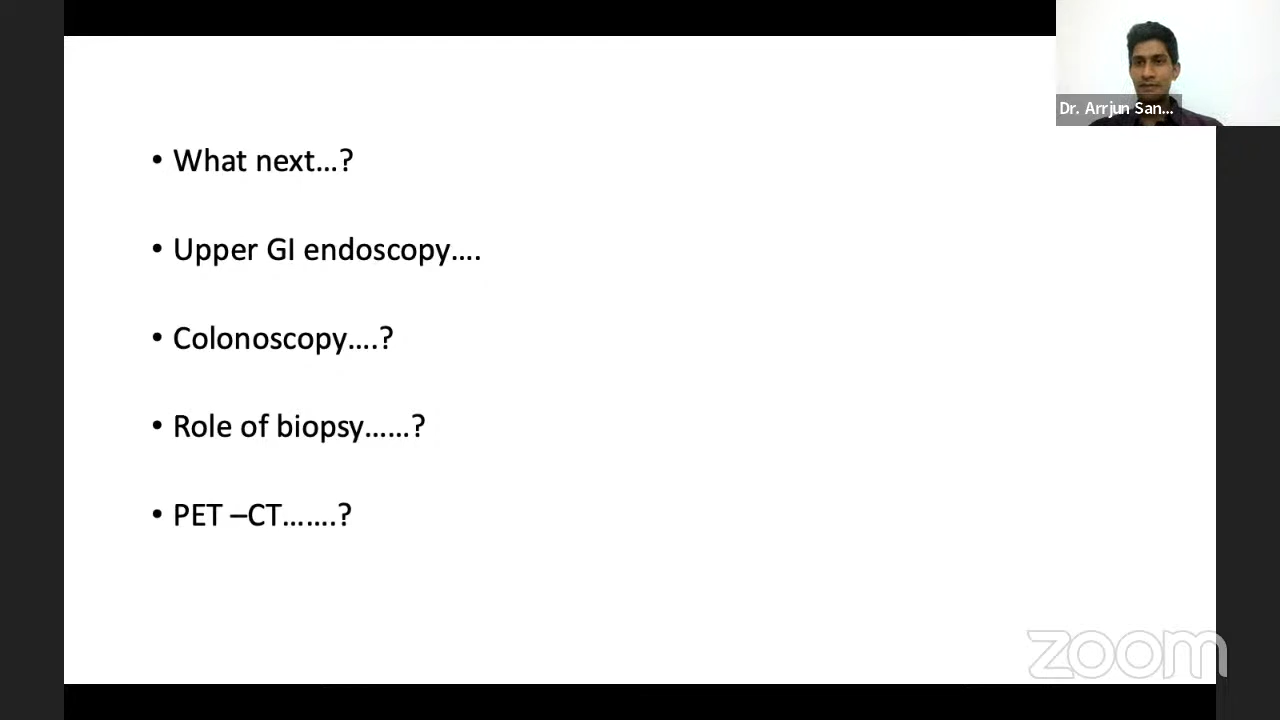 Dr. Arrjun San...
• What next...?
• Upper GI endoscopy....
• Colonoscopy....?
• Role of biopsy......?
• PET –CT.......?
zoom